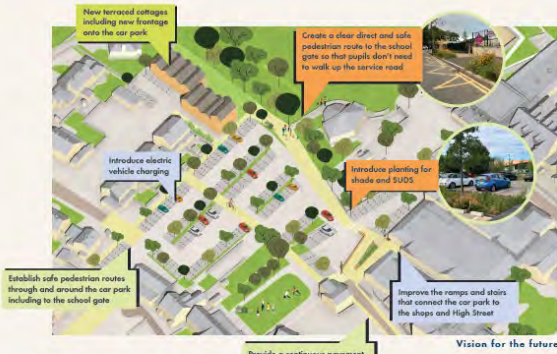 New terraced cottages
including new frontage
onto the car park
Create a clear direct and safe
pedestrian route to the school
gate so that pupils don't need
to walk up the service road
Introduce electric
vehicle charging
Introduce planting for
shade and SUDS
Establish safe pedestrian routes
through and around the car park
including to the school gate
Improve the ramps and stairs
that connect the car park to
the shops and High Street
Provide a continuous pavement
Vision for the future